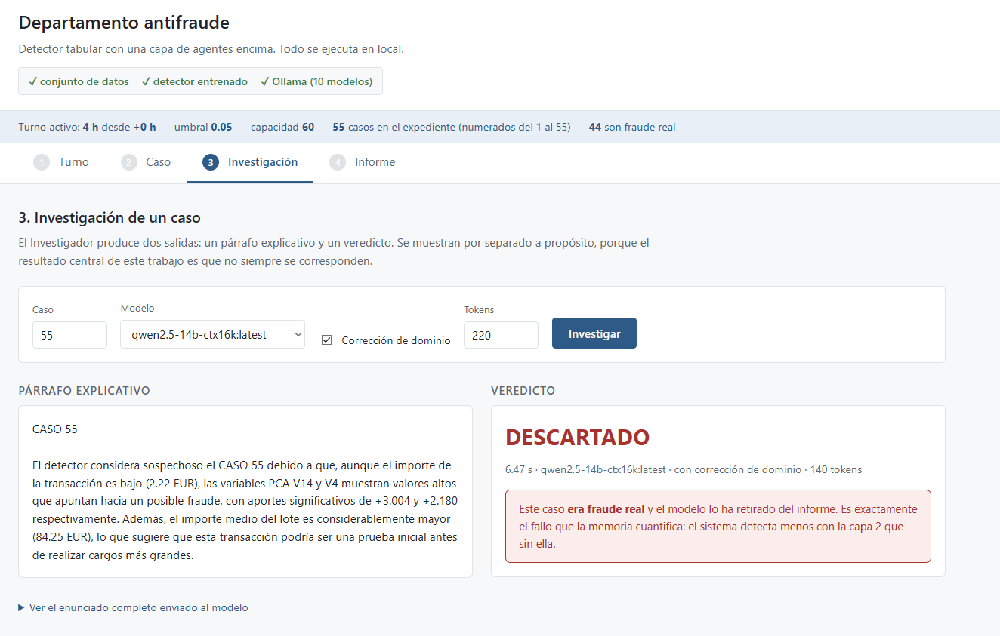 Departamento antifraude
Detector tabular con una capa de agentes encima. Todo se ejecuta en local.
✓ conjunto de datos ✓ detector entrenado ✓ Ollama (10 modelos)
Turno activo: 4 h desde +0 h umbral 0.05 capacidad 60 55 casos en el expediente (numerados del 1 al 55) 44 son fraude real
1 Turno 2 Caso 3 Investigación 4 Informe
3. Investigación de un caso
El Investigador produce dos salidas: un párrafo explicativo y un veredicto. Se muestran por separado a propósito, porque el
resultado central de este trabajo es que no siempre se corresponden.
Caso Modelo Tokens
55 qwen2.5-14b-ctx16k:latest Corrección de dominio 220 Investigar
PÁRRAFO EXPLICATIVO
CASO 55
El detector considera sospechoso el CASO 55 debido a que, aunque el importe de
la transacción es bajo (2.22 EUR), las variables PCA V14 y V4 muestran valores altos
que apuntan hacia un posible fraude, con aportes significativos de +3.004 y +2.180
respectivamente. Además, el importe medio del lote es considerablemente mayor
(84.25 EUR), lo que sugiere que esta transacción podría ser una prueba inicial antes
de realizar cargos más grandes.
VEREDICTO
DESCARTADO
6.47 s · qwen2.5-14b-ctx16k:latest · con corrección de dominio · 140 tokens
Este caso era fraude real y el modelo lo ha retirado del informe. Es exactamente
el fallo que la memoria cuantifica: el sistema detecta menos con la capa 2 que
sin ella.
Ver el enunciado completo enviado al modelo